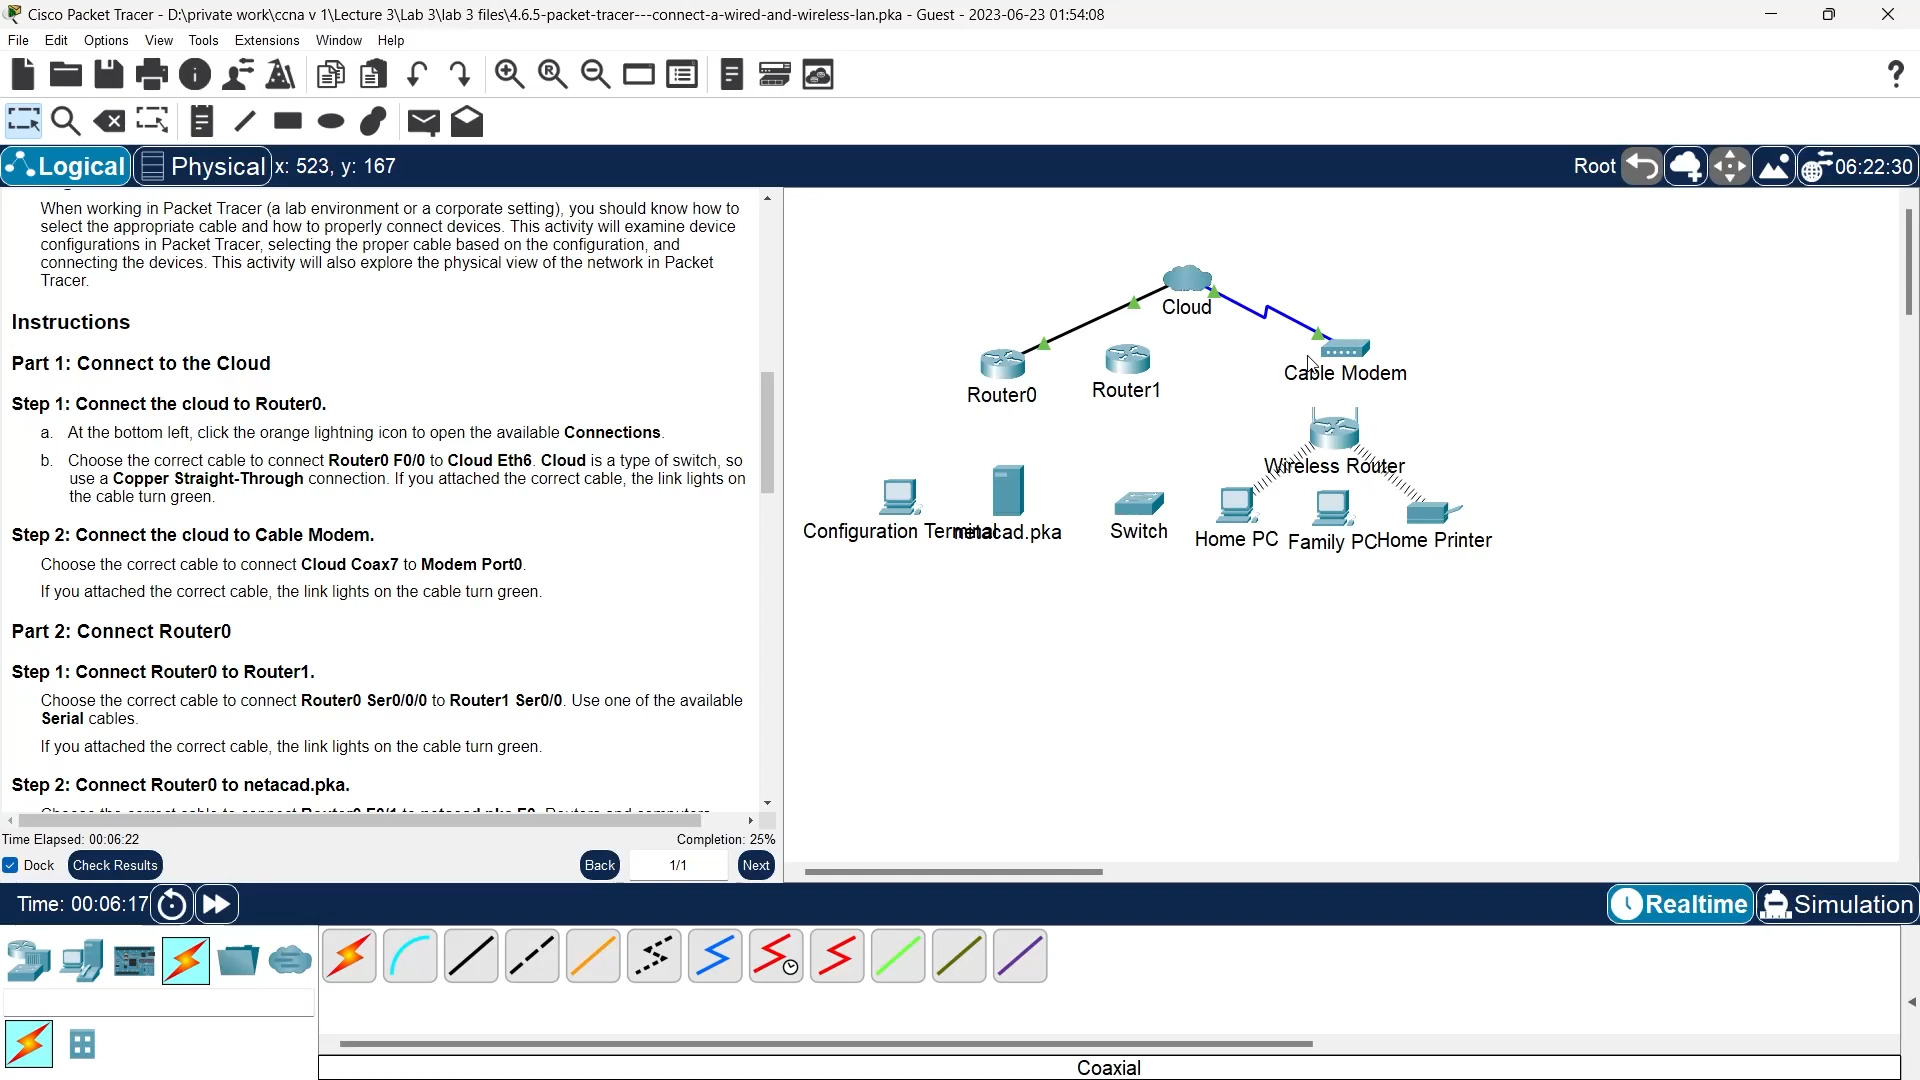 Cisco Packet Tracer - D:\private work\ccna v 1\Lecture 3\Lab 3\lab 3 files\4.6.5-packet-tracer---connect-a-wired-and-wireless-lan.pka - Guest - 2023-06-23 01:54:08
File Edit Options View Tools Extensions Window Help
Logical Physical x: 523, y: 167 Root 06:22:30
When working in Packet Tracer (a lab environment or a corporate setting), you should know how to
select the appropriate cable and how to properly connect devices. This activity will examine device
configurations in Packet Tracer, selecting the proper cable based on the configuration, and
connecting the devices. This activity will also explore the physical view of the network in Packet
Tracer.
Instructions
Part 1: Connect to the Cloud
Step 1: Connect the cloud to Router0.
a. At the bottom left, click the orange lightning icon to open the available Connections.
b. Choose the correct cable to connect Router0 F0/0 to Cloud Eth6. Cloud is a type of switch, so
use a Copper Straight-Through connection. If you attached the correct cable, the link lights on
the cable turn green.
Step 2: Connect the cloud to Cable Modem.
Choose the correct cable to connect Cloud Coax7 to Modem Port0.
If you attached the correct cable, the link lights on the cable turn green.
Part 2: Connect Router0
Step 1: Connect Router0 to Router1.
Choose the correct cable to connect Router0 Ser0/0/0 to Router1 Ser0/0. Use one of the available
Serial cables.
If you attached the correct cable, the link lights on the cable turn green.
Step 2: Connect Router0 to netacad.pka.
Time Elapsed: 00:06:22 Completion: 25%
Dock Check Results Back 1/1 Next
Cloud
Router0
Router1
Cable Modem
Wireless Router
Configuration Terminal
netacad.pka
Switch
Home PC
Family PC
Home Printer
Time: 00:06:17 Realtime Simulation
Coaxial